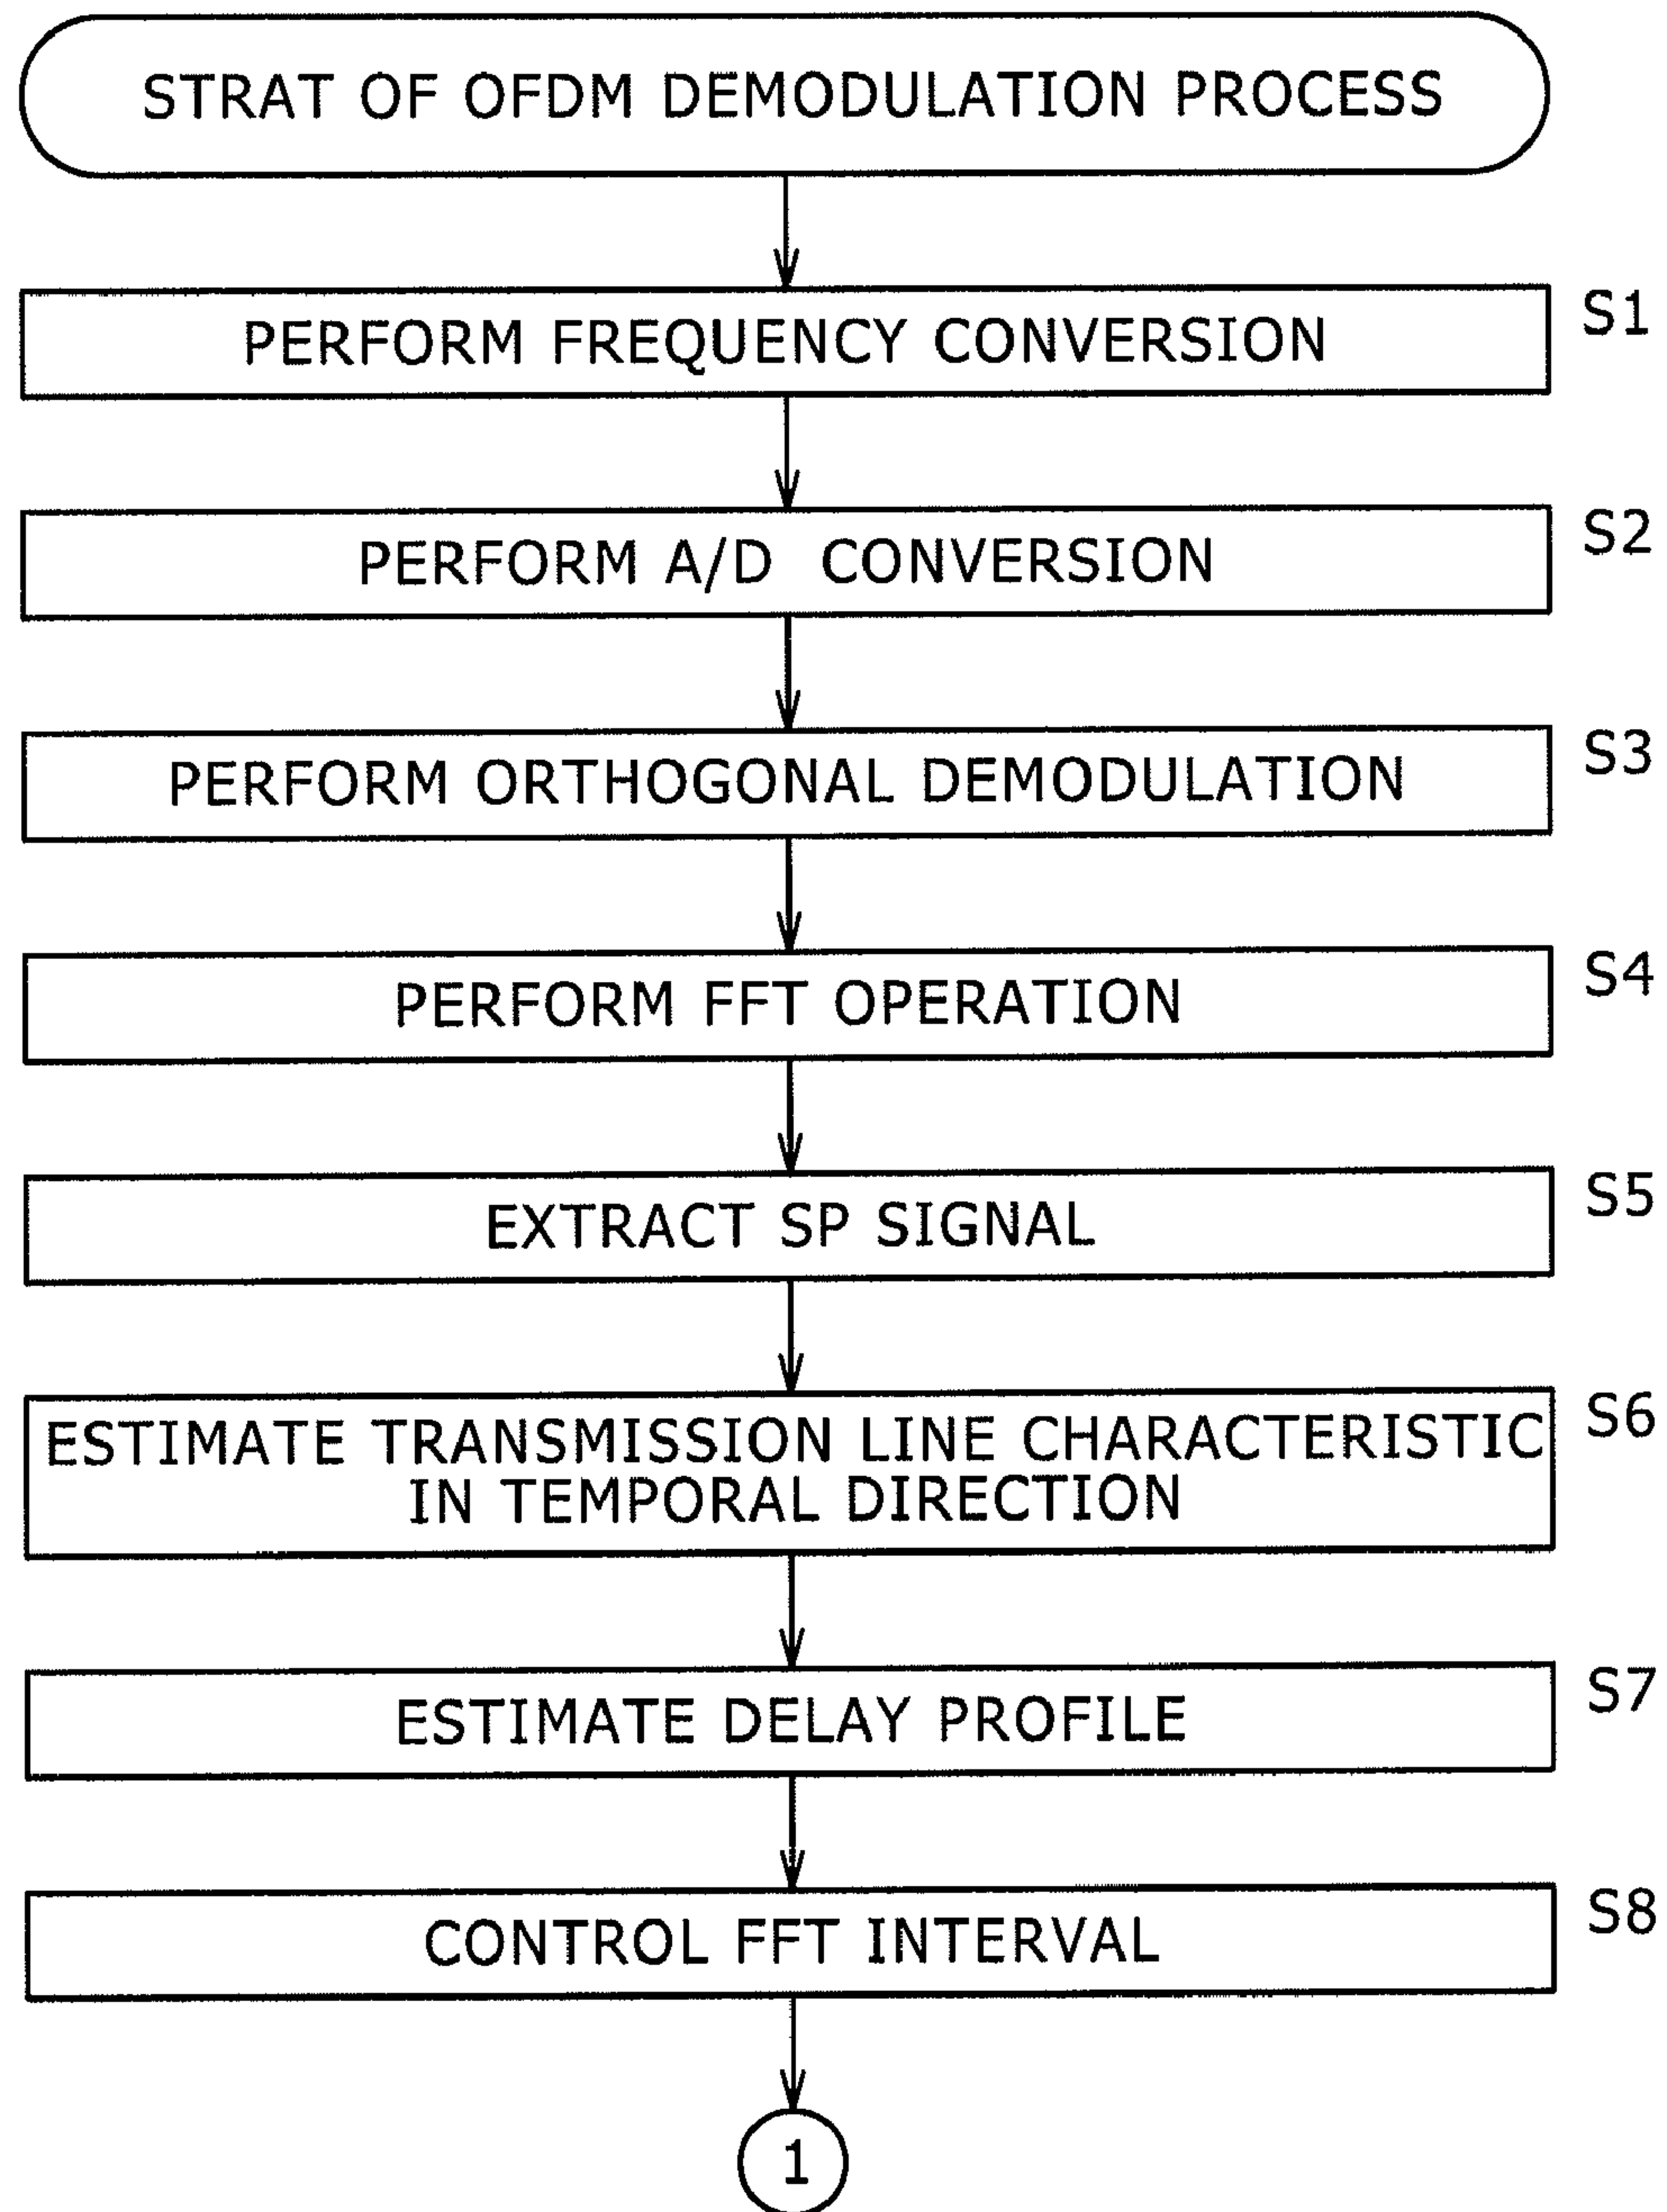 STRAT OF OFDM DEMODULATION PROCESS
PERFORM FREQUENCY CONVERSION
S1
PERFORM A/D CONVERSION
S2
PERFORM ORTHOGONAL DEMODULATION
S3
PERFORM FFT OPERATION
S4
EXTRACT SP SIGNAL
S5
ESTIMATE TRANSMISSION LINE CHARACTERISTIC
IN TEMPORAL DIRECTION
S6
ESTIMATE DELAY PROFILE
S7
CONTROL FFT INTERVAL
S8
1